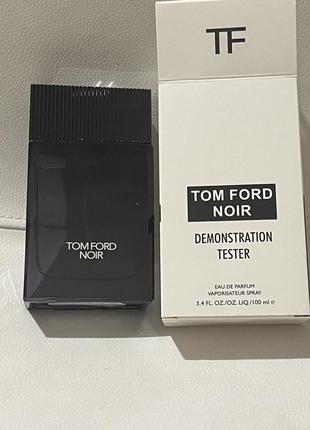 TOM FORD
NOIR
TF
TOM FORD
NOIR
DEMONSTRATION
TESTER
EAU DE PARFUM
VAPORISATEUR SPRAY
3.4 FL. OZ./OZ. LIQ./100 ml e